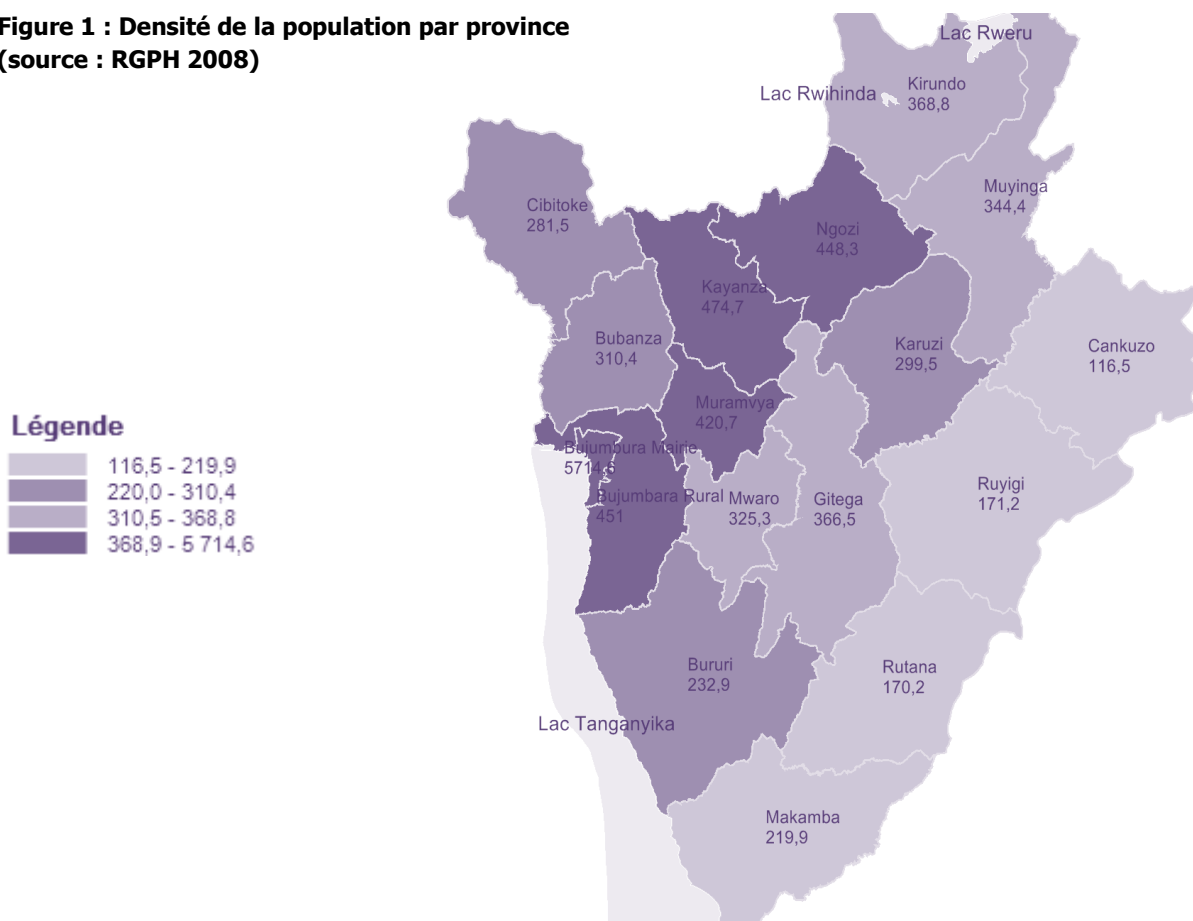 Figure 1 : Densité de la population par province
(source : RGPH 2008)
Lac Rweru
Kirundo
368,8
Lac Rwihinda
Muyinga
344,4
Cibitoke
281,5
Ngozi
448,3
Kayanza
474,7
Bubanza
310,4
Karuzi
299,5
Cankuzo
116,5
Muramvya
420,7
Bujumbura Mairie
5714,6
Bujumbara Rural
451
Mwaro
325,3
Gitega
366,5
Ruyigi
171,2
Bururi
232,9
Rutana
170,2
Lac Tanganyika
Makamba
219,9
Légende
116,5 - 219,9
220,0 - 310,4
310,5 - 368,8
368,9 - 5 714,6